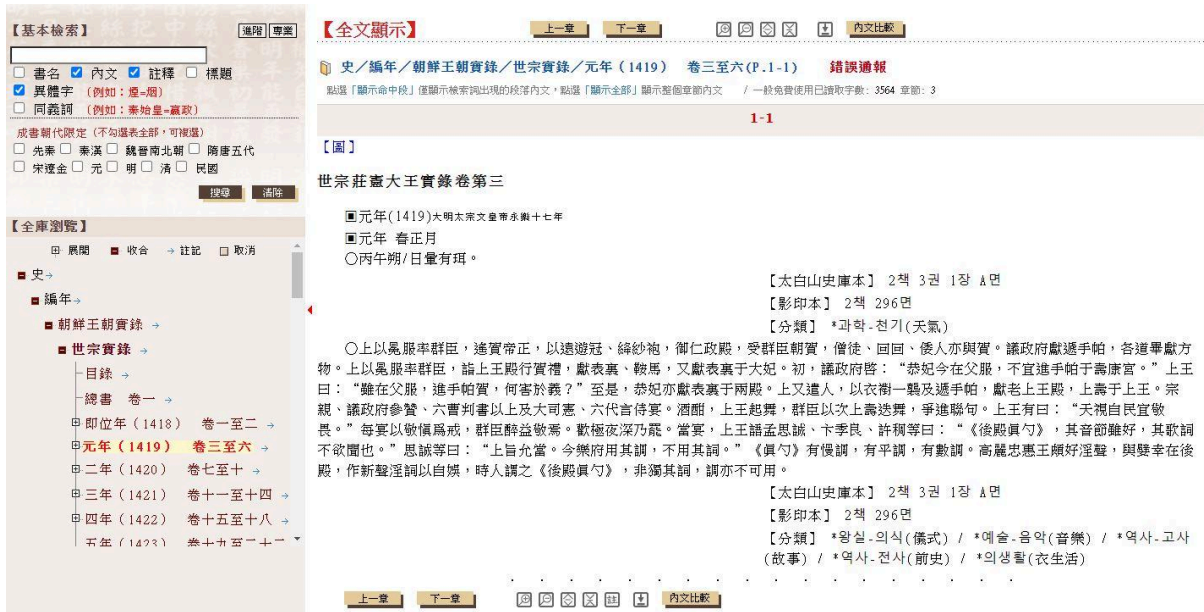 【基本檢索】
進階 專業
書名 內文 註釋 標題
異體字 (例如：煙=烟)
同義詞 (例如：秦始皇=嬴政)
成書朝代限定（不勾選表全部，可複選）
先秦 秦漢 魏晉南北朝 隋唐五代
宋遼金 元 明 清 民國
搜尋 清除
【全庫瀏覽】
展開 收合 →註記 取消
史→
編年→
朝鮮王朝實錄 →
世宗實錄 →
目錄 →
總書 卷一 →
即位年（1418） 卷一至二 →
元年（1419） 卷三至六 →
二年（1420） 卷七至十 →
三年（1421） 卷十一至十四 →
四年（1422） 卷十五至十八 →
五年（1423） 卷十九至二十二
【全文顯示】
上一章 下一章 內文比較
史／編年／朝鮮王朝實錄／世宗實錄／元年（1419） 卷三至六(P.1-1) 錯誤通報
點選「顯示命中段」僅顯示檢索詞出現的段落內文，點選「顯示全部」顯示整個章節內文 / 一般免費使用已讀取字數: 3564 章節: 3
1-1
【圖】
世宗莊憲大王實錄卷第三
■元年(1419)大明太宗文皇帝永樂十七年
■元年 春正月
○丙午朔/日暈有珥。
【太白山史庫本】 2책 3권 1장 A면
【影印本】 2책 296면
【分類】 *과학-천기(天氣)
○上以冕服率群臣，遙賀帝正，以遠遊冠、絳紗袍，御仁政殿，受群臣朝賀，僧徒、回回、倭人亦與賀。議政府獻遞手帕，各道畢獻方
物。上以冕服率群臣，詣上王殿行賀禮，獻表裏、鞍馬，又獻表裏于大妃。初，議政府啓：“恭妃今在父服，不宜進手帕于壽康宮。”上王
曰：“雖在父服，進手帕賀，何害於義？”至是，恭妃亦獻表裏于兩殿。上又遣人，以衣襨一襲及遞手帕，獻老上王殿，上壽于上王。宗
親、議政府參贊、六曹判書以上及大司憲、六代言侍宴。酒酣，上王起舞，群臣以次上壽迭舞，爭進聯句。上王有曰：“天視自民宜敬
畏。”每宴以敬愼爲戒，群臣醉益敬焉。歡極夜深乃罷。當宴，上王語孟思誠、卞季良、許稠等曰：“《後殿眞勺》，其音節雖好，其歌詞
不欲聞也。”思誠等曰：“上旨允當。今樂府用其調，不用其詞。”《眞勺》有慢調，有平調，有數調。高麗忠惠王頗好淫聲，與嬖幸在後
殿，作新聲淫詞以自娛，時人謂之《後殿眞勺》，非獨其詞，調亦不可用。
【太白山史庫本】 2책 3권 1장 A면
【影印本】 2책 296면
【分類】 *왕실-의식(儀式) / *예술-음악(音樂) / *역사-고사
(故事) / *역사-전사(前史) / *의생활(衣生活)
上一章 下一章 註 內文比較